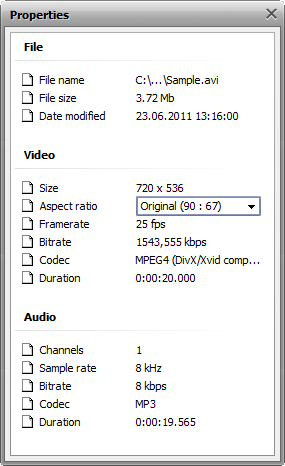 Properties
File
File name C:\...\Sample.avi
File size 3.72 Mb
Date modified 23.06.2011 13:16:00
Video
Size 720 x 536
Aspect ratio Original (90 : 67)
Framerate 25 fps
Bitrate 1543,555 kbps
Codec MPEG4 (DivX/Xvid comp...
Duration 0:00:20.000
Audio
Channels 1
Sample rate 8 kHz
Bitrate 8 kbps
Codec MP3
Duration 0:00:19.565